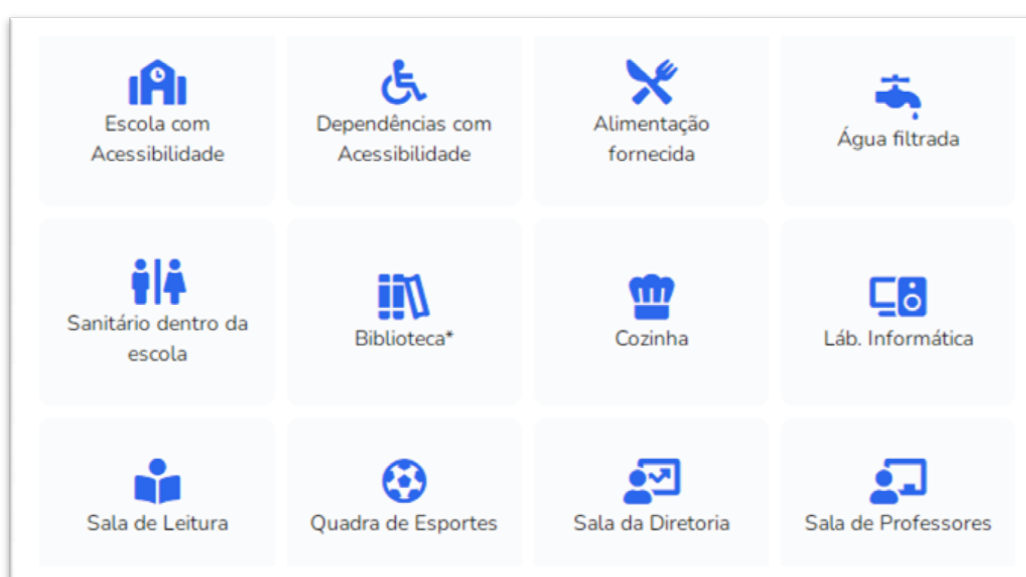 Escola com
Acessibilidade
Dependências com
Acessibilidade
Alimentação
fornecida
Água filtrada
Sanitário dentro da
escola
Biblioteca*
Cozinha
Láb. Informática
Sala de Leitura
Quadra de Esportes
Sala da Diretoria
Sala de Professores